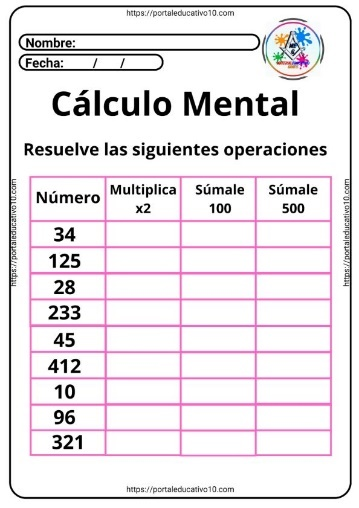 https://portaleducativo10.com
Nombre:
Fecha: / /
Cálculo Mental
Resuelve las siguientes operaciones
Número Multiplica x2 Súmale 100 Súmale 500
34
125
28
233
45
412
10
96
321
https://portaleducativo10.com
https://portaleducativo10.com
https://portaleducativo10.com